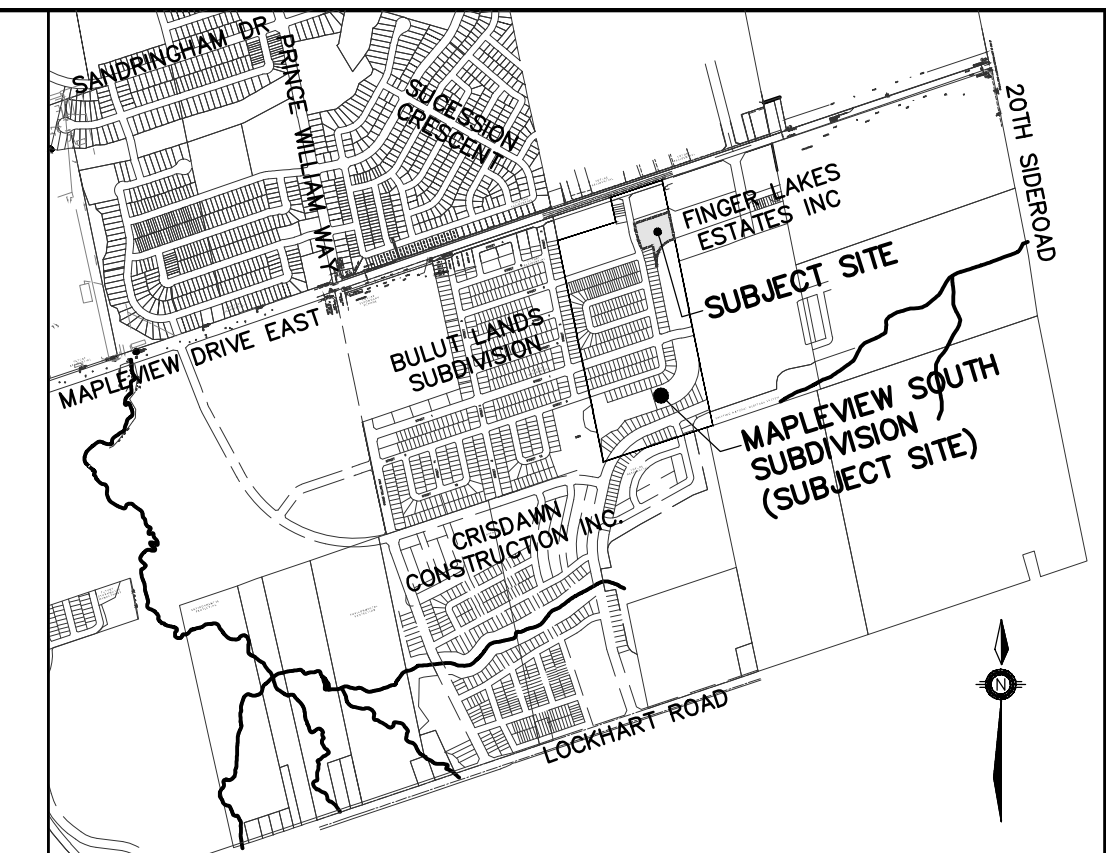 SANDRINGHAM DR
PRINCE WILLIAM WAY
SUCESSION
CRESCENT
20TH SIDEROAD
FINGER LAKES
ESTATES INC
SUBJECT SITE
MAPLEVIEW DRIVE EAST
BULUT LANDS
SUBDIVISION
MAPLEVIEW SOUTH
SUBDIVISION
(SUBJECT SITE)
CRISDAWN
CONSTRUCTION INC.
LOCKHART ROAD
N